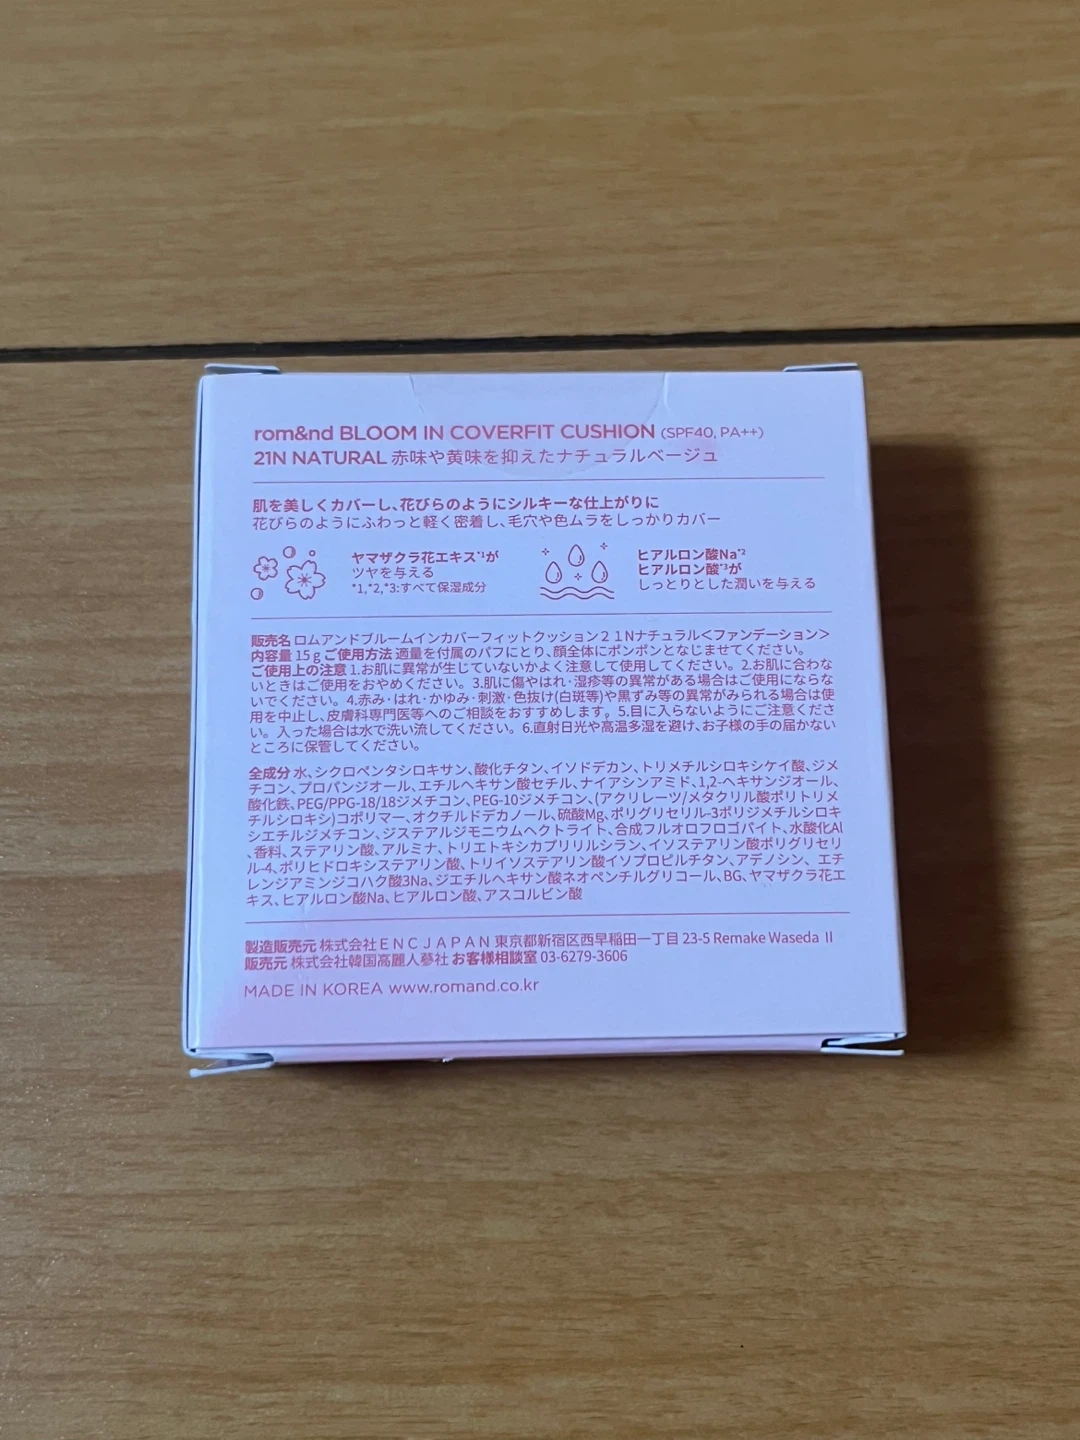 rom&nd BLOOM IN COVERFIT CUSHION (SPF40, PA++)
21N NATURAL 赤味や黄味を抑えたナチュラルベージュ
肌を美しくカバーし、花びらのようにシルキーな仕上がりに
花びらのようにふわっと軽く密着し、毛穴や色ムラをしっかりカバー
ヤマザクラ花エキス*1が
ツヤを与える
*1,*2,*3:すべて保湿成分
ヒアルロン酸Na*2
ヒアルロン酸*3が
しっとりとした潤いを与える
販売名 ロムアンドブルームインカバーフィットクッション２１Nナチュラル<ファンデーション>
内容量 15ｇ ご使用方法 適量を付属のパフにとり、顔全体にポンポンとなじませてください。
ご使用上の注意 1.お肌に異常が生じていないかよく注意して使用してください。2.お肌に合わな
いときはご使用をおやめください。3.肌に傷やはれ・湿疹等の異常がある場合はご使用にならな
いでください。4.赤み・はれ・かゆみ・刺激・色抜け(白斑等)や黒ずみ等の異常がみられる場合は使
用を中止し、皮膚科専門医等へのご相談をおすすめします。5.目に入らないようにご注意くださ
い。入った場合は水で洗い流してください。6.直射日光や高温多湿を避け、お子様の手の届かない
ところに保管してください。
全成分 水、シクロペンタシロキサン、酸化チタン、イソドデカン、トリメチルシロキシケイ酸、ジメ
チコン、プロパンジオール、エチルヘキサン酸セチル、ナイアシンアミド、1,2-ヘキサンジオール、
酸化鉄、PEG/PPG-18/18ジメチコン、PEG-10ジメチコン、(アクリレーツ/メタクリル酸ポリトリメ
チルシロキシ)コポリマー、オクチルドデカノール、硫酸Mg、ポリグリセリル-3ポリジメチルシロキ
シエチルジメチコン、ジステアルジモニウムヘクトライト、合成フルオロフロゴパイト、水酸化Al
、香料、ステアリン酸、アルミナ、トリエトキシカプリリルシラン、イソステアリン酸ポリグリセリ
ル-4、ポリヒドロキシステアリン酸、トリイソステアリン酸イソプロピルチタン、アデノシン、エチ
レンジアミンジコハク酸3Na、ジエチルヘキサン酸ネオペンチルグリコール、BG、ヤマザクラ花エ
キス、ヒアルロン酸Na、ヒアルロン酸、アスコルビン酸
製造販売元 株式会社ＥＮＣＪＡＰＡＮ 東京都新宿区西早稲田一丁目 23-5 Remake Waseda Ⅱ
販売元 株式会社韓国高麗人蔘社 お客様相談室 03-6279-3606
MADE IN KOREA www.romand.co.kr